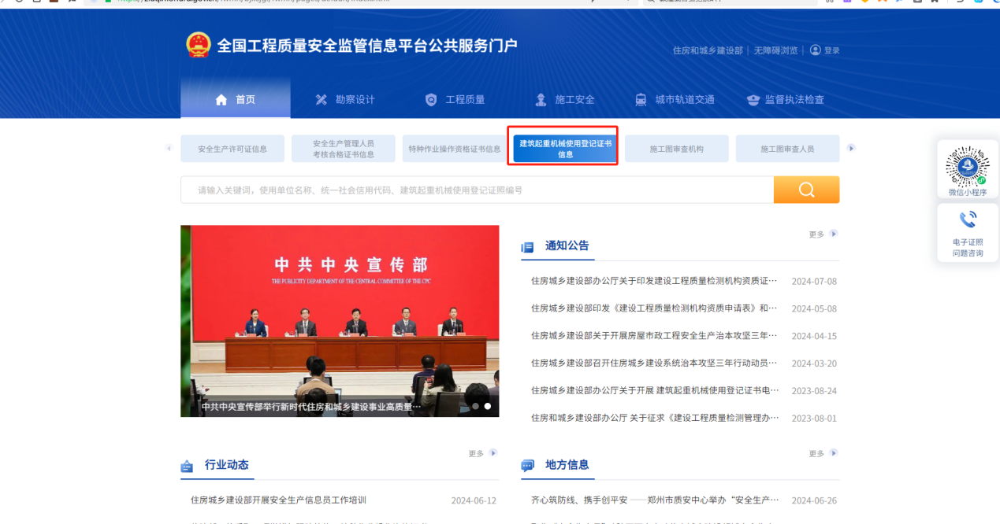 全国工程质量安全监管信息平台公共服务门户
住房和城乡建设部 无障碍浏览 登录
首页 勘察设计 工程质量 施工安全 城市轨道交通 监督执法检查
安全生产许可证信息
安全生产管理人员
考核合格证书信息
特种作业操作资格证书信息
建筑起重机械使用登记证书
信息
施工图审查机构
施工图审查人员
请输入关键词，使用单位名称、统一社会信用代码、建筑起重机械使用登记证照编号
微信小程序
电子证照
问题咨询
中共中央宣传部
THE PUBLICITY DEPARTMENT OF THE CENTRAL COMMITTEE OF THE CPC
中共中央宣传部举行新时代住房和城乡建设事业高质量…
更多
通知公告
住房城乡建设部办公厅关于印发建设工程质量检测机构资质证… 2024-07-08
住房城乡建设部印发《建设工程质量检测机构资质申请表》和… 2024-05-08
住房城乡建设部关于开展房屋市政工程安全生产治本攻坚三年… 2024-04-15
住房城乡建设部召开住房城乡建设系统治本攻坚三年行动动员… 2024-03-20
住房城乡建设部办公厅关于开展 建筑起重机械使用登记证书电… 2023-08-24
住房和城乡建设部办公厅 关于征求《建设工程质量检测管理办… 2023-08-01
行业动态 更多
住房城乡建设部开展安全生产信息员工作培训 2024-06-12
地方信息 更多
齐心筑防线、携手创平安 ——郑州市质安中心举办“安全生产… 2024-06-26